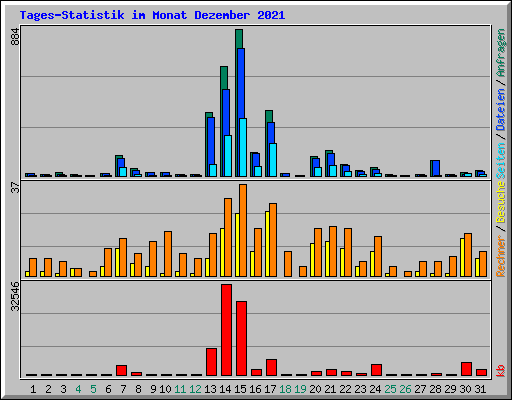 Tages-Statistik im Monat Dezember 2021
884
37
32546
Rechner / Besuche Seiten / Dateien / Anfragen
kb
1 2 3 4 5 6 7 8 9 10 11 12 13 14 15 16 17 18 19 20 21 22 23 24 25 26 27 28 29 30 31